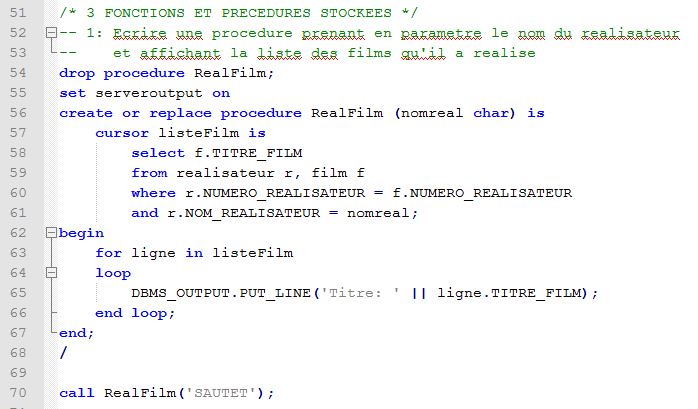 51 /* 3 FONCTIONS ET PRECEDURES STOCKEES */
52 -- 1: Ecrire une procedure prenant en parametre le nom du realisateur
53 --    et affichant la liste des films qu'il a realise
54 drop procedure RealFilm;
55 set serveroutput on
56 create or replace procedure RealFilm (nomreal char) is
57     cursor listeFilm is
58         select f.TITRE_FILM
59         from realisateur r, film f
60         where r.NUMERO_REALISATEUR = f.NUMERO_REALISATEUR
61         and r.NOM_REALISATEUR = nomreal;
62 begin
63     for ligne in listeFilm
64     loop
65         DBMS_OUTPUT.PUT_LINE('Titre: ' || ligne.TITRE_FILM);
66     end loop;
67 end;
68 /
69
70 call RealFilm('SAUTET');